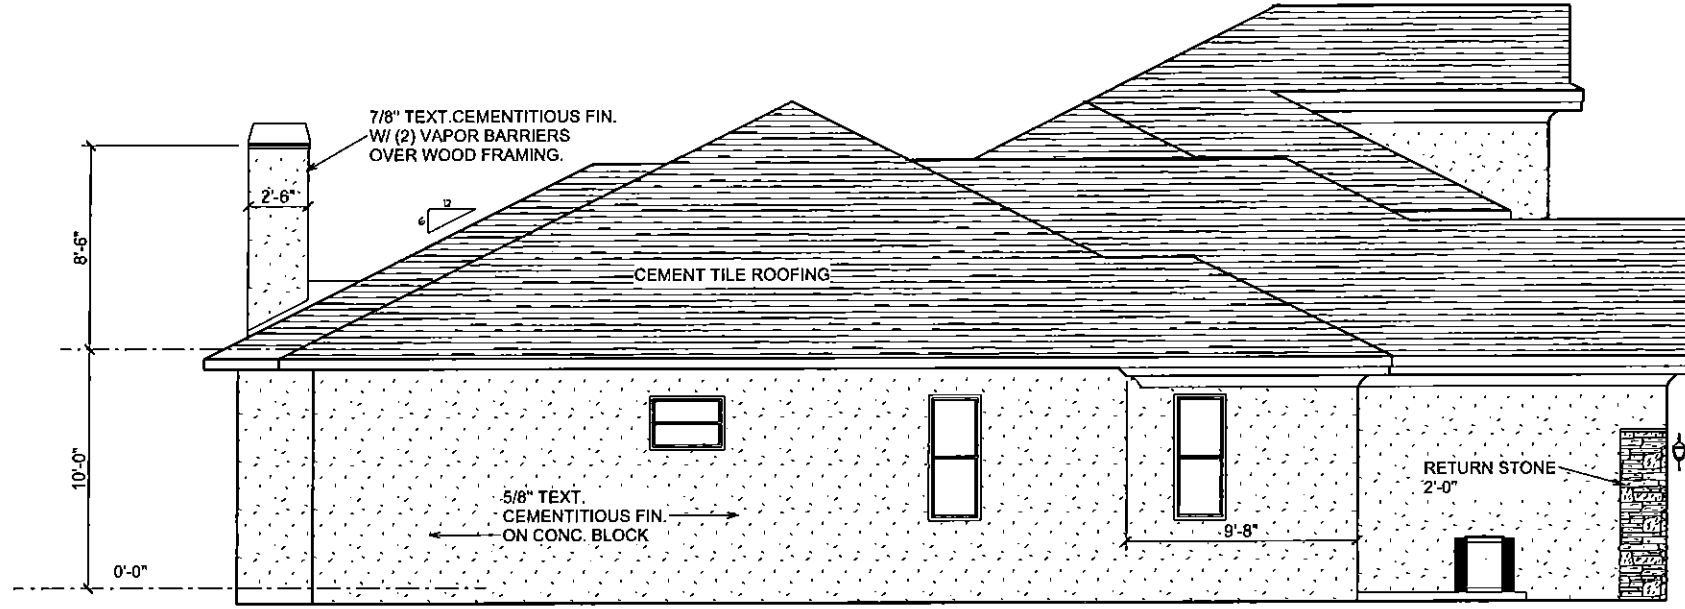 7/8" TEXT.CEMENTITIOUS FIN.
W/ (2) VAPOR BARRIERS
OVER WOOD FRAMING.
2'-6"
12
6
8'-6"
CEMENT TILE ROOFING
10'-0"
RETURN STONE
2'-0"
5/8" TEXT.
CEMENTITIOUS FIN.
ON CONC. BLOCK
9'-8"
0'-0"